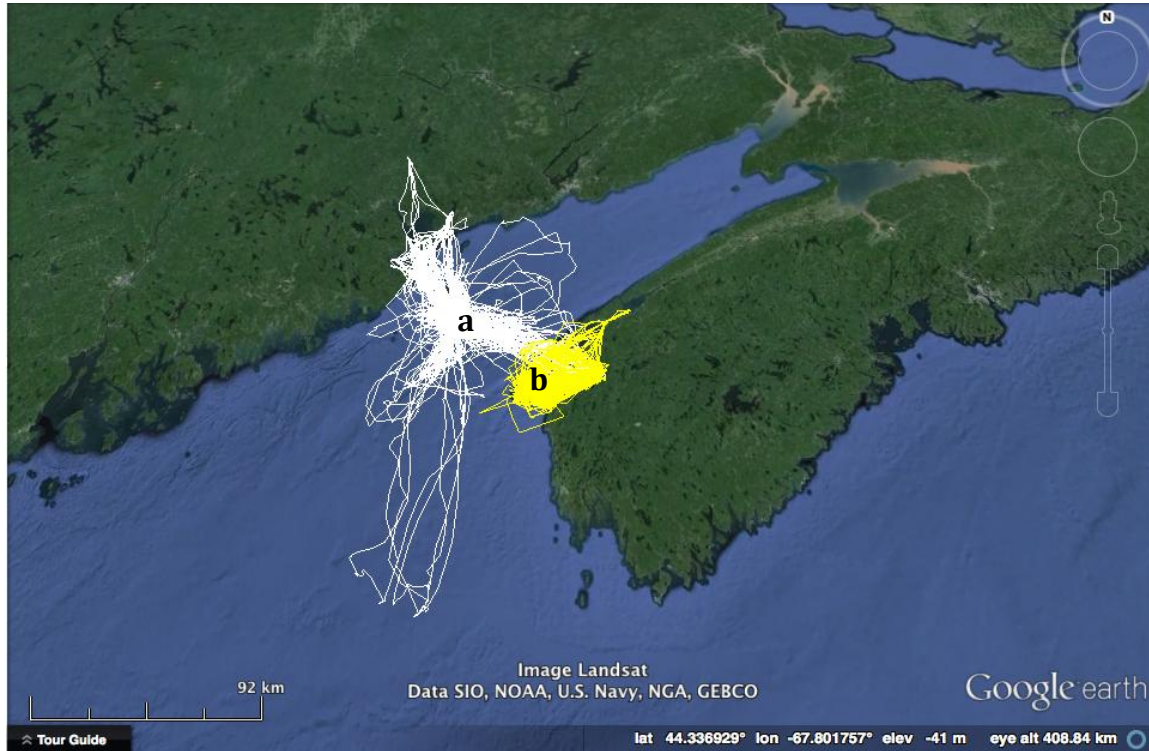 N
a
b
92 km
Image Landsat
Data SIO, NOAA, U.S. Navy, NGA, GEBCO
Google earth
Tour Guide
lat 44.336929° lon -67.801757° elev -41 m eye alt 408.84 km